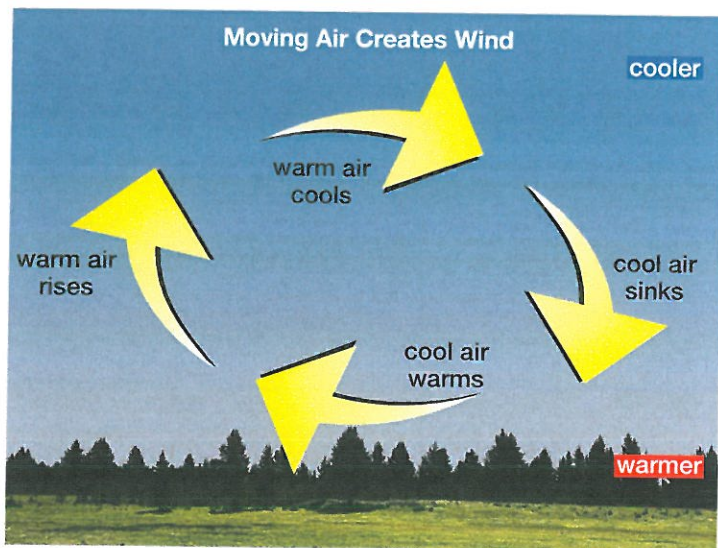 Moving Air Creates Wind
cooler
warm air
cools
warm air
rises
cool air
sinks
cool air
warms
warmer